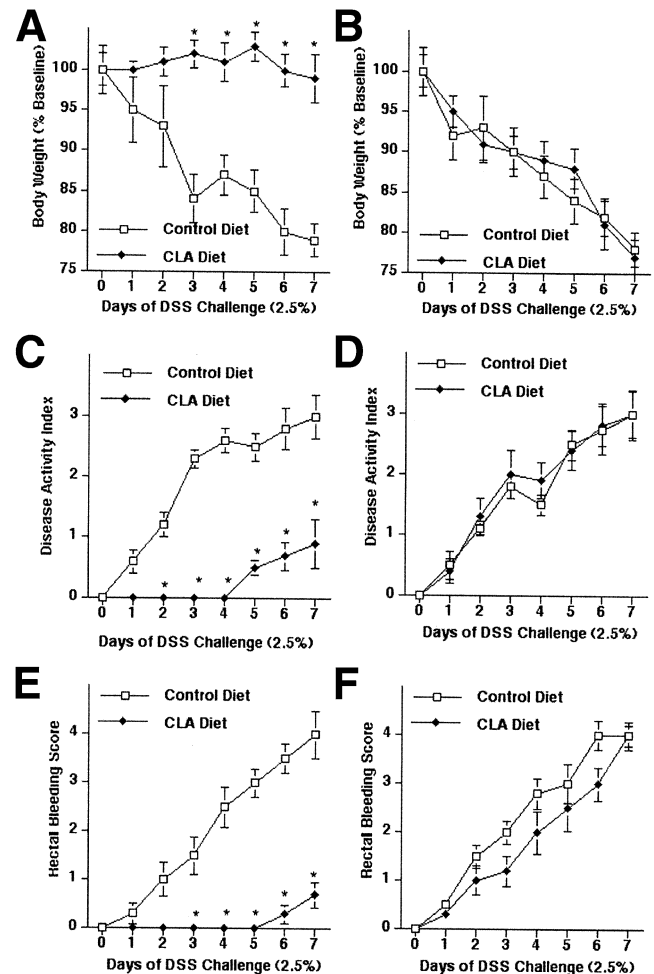 A
Body Weight (% Baseline)
100
95
90
85
80
75
* * * * *
Control Diet
CLA Diet
0 1 2 3 4 5 6 7
Days of DSS Challenge (2.5%)
B
Body Weight (% Baseline)
100
95
90
85
80
75
Control Diet
CLA Diet
0 1 2 3 4 5 6 7
Days of DSS Challenge (2.5%)
C
Disease Activity Index
3
2
1
0
Control Diet
CLA Diet
* * * * * *
0 1 2 3 4 5 6 7
Days of DSS Challenge (2.5%)
D
Disease Activity Index
3
2
1
0
Control Diet
CLA Diet
0 1 2 3 4 5 6 7
Days of DSS Challenge (2.5%)
E
Rectal Bleeding Score
4
3
2
1
0
Control Diet
CLA Diet
* * * * *
0 1 2 3 4 5 6 7
Days of DSS Challenge (2.5%)
F
Rectal Bleeding Score
4
3
2
1
0
Control Diet
CLA Diet
0 1 2 3 4 5 6 7
Days of DSS Challenge (2.5%)